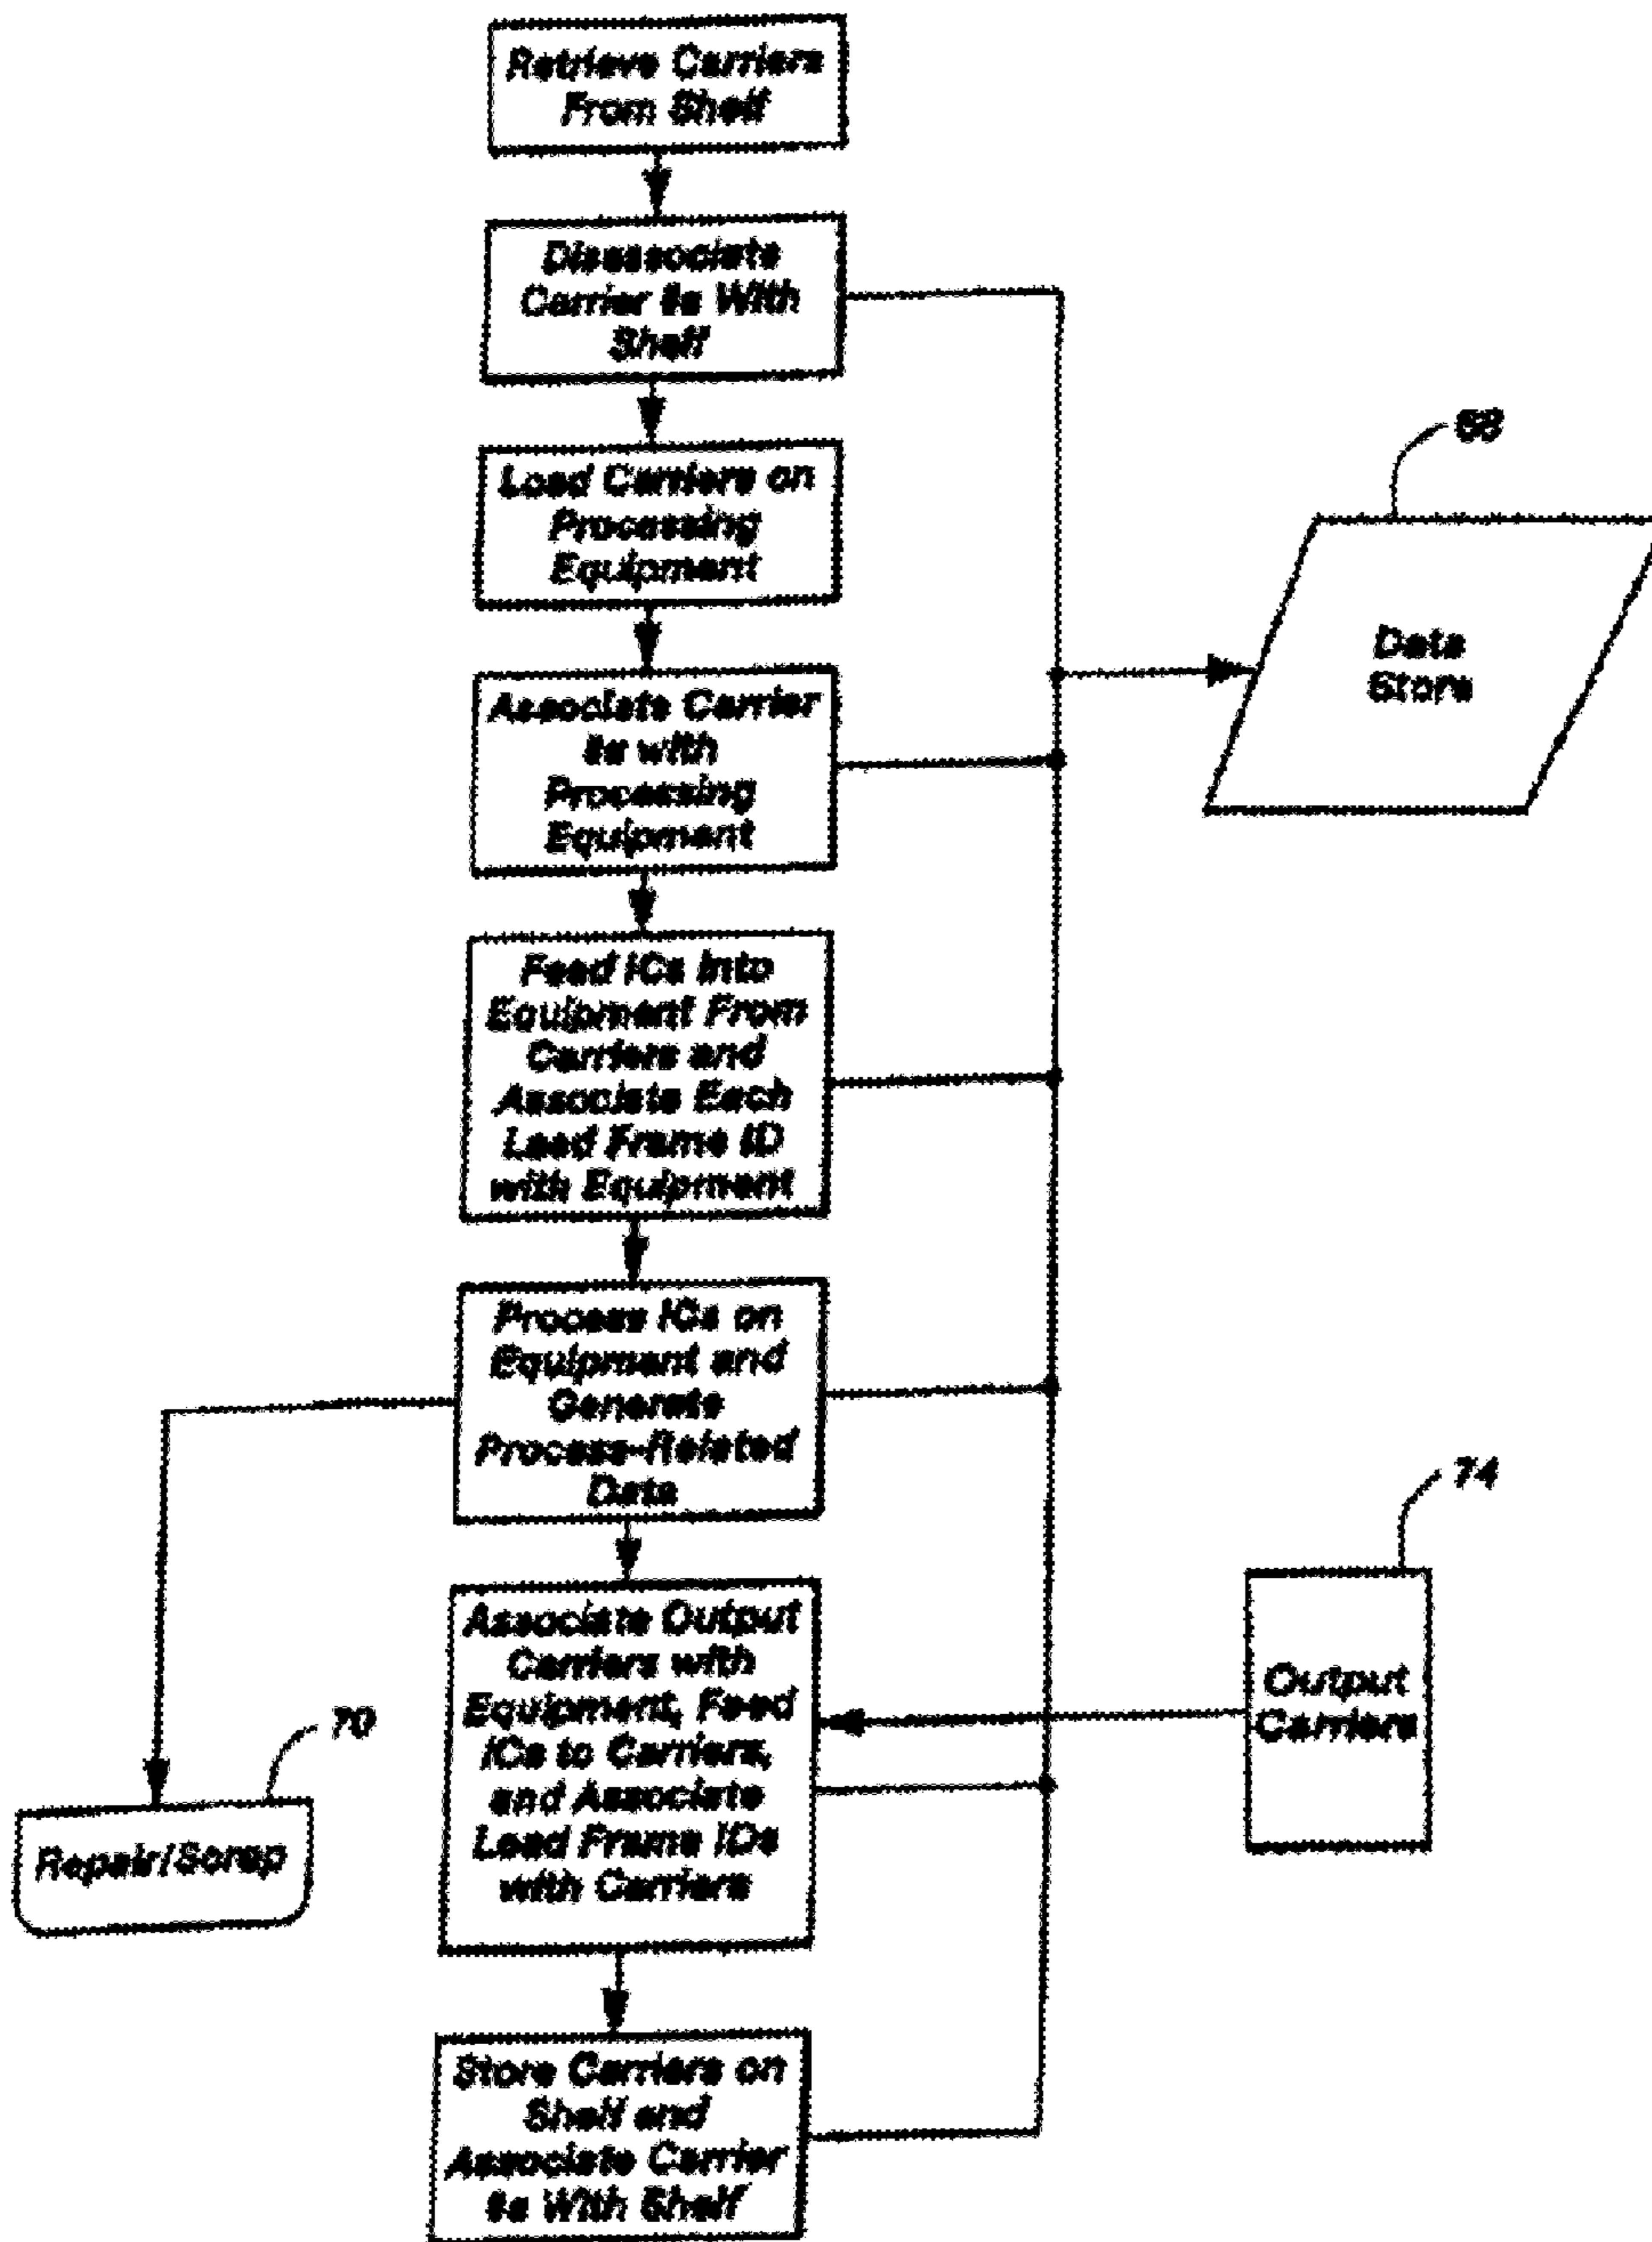 Retrieve Carriers
From Shelf
Disassociate
Carrier #s With
Shelf
Load Carriers on
Processing
Equipment
Data
Store
Associate Carrier
#s with
Processing
Equipment
Feed ICs Into
Equipment From
Carriers and
Associate Each
Lead Frame ID
with Equipment
Process ICs on
Equipment and
Generate
Process-Related
Data
74
Associate Output
Carriers with
Equipment, Feed
ICs to Carriers,
and Associate
Lead Frame IDs
with Carriers
Output
Carriers
70
Repair/Scrap
Store Carriers on
Shelf and
Associate Carrier
#s With Shelf